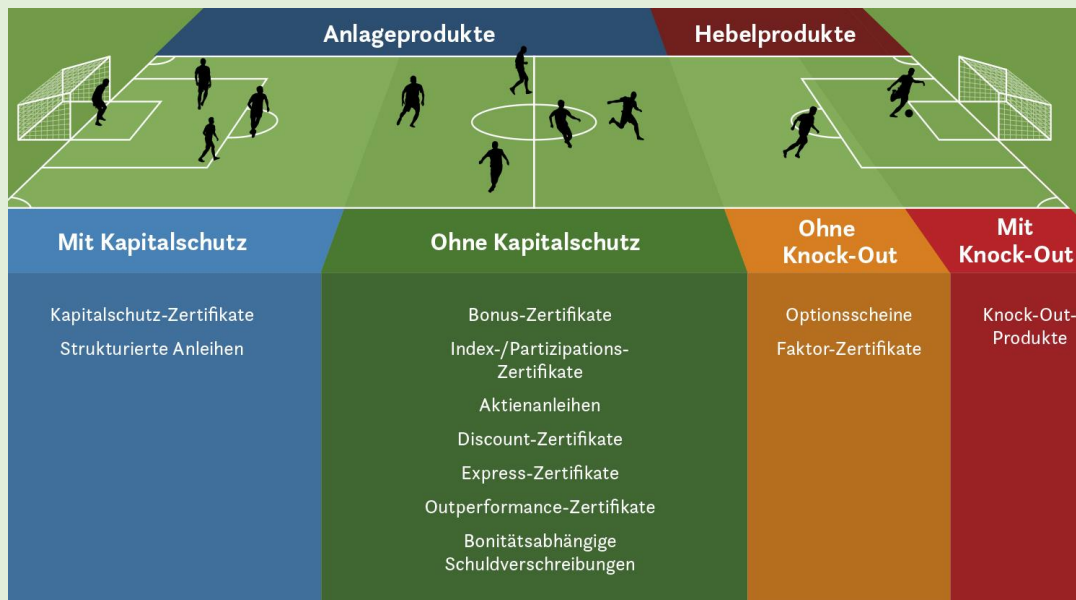 Anlageprodukte
Hebelprodukte
Mit Kapitalschutz
Ohne Kapitalschutz
Ohne
Knock-Out
Mit
Knock-Out
Kapitalschutz-Zertifikate
Strukturierte Anleihen
Bonus-Zertifikate
Index-/Partizipations-
Zertifikate
Aktienanleihen
Discount-Zertifikate
Express-Zertifikate
Outperformance-Zertifikate
Bonitätsabhängige
Schuldverschreibungen
Optionsscheine
Faktor-Zertifikate
Knock-Out-
Produkte